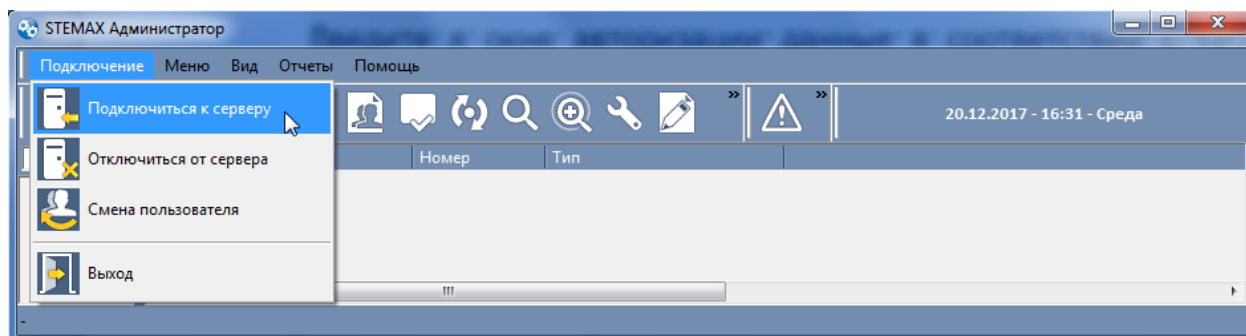 STEMAX Администратор
Подключение Меню Вид Отчеты Помощь
Подключиться к серверу
20.12.2017 - 16:31 - Среда
Отключиться от сервера
Номер Тип
Смена пользователя
Выход
-